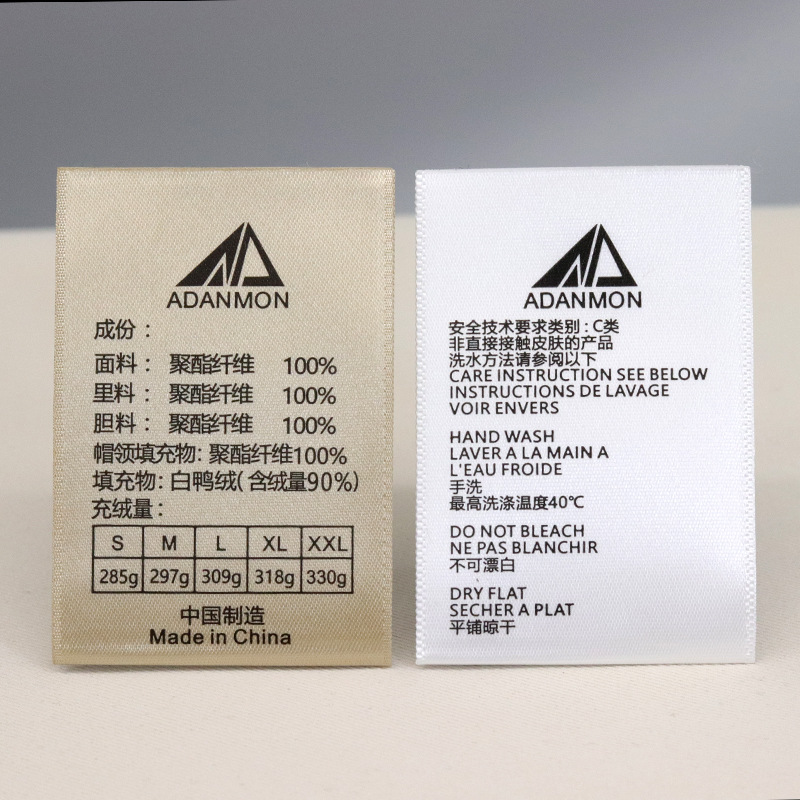 ADANMON
成份：
面料：聚酯纤维 100%
里料：聚酯纤维 100%
胆料：聚酯纤维 100%
帽领填充物：聚酯纤维100%
填充物：白鸭绒(含绒量90%)
充绒量：
S M L XL XXL
285g 297g 309g 318g 330g
中国制造
Made in China
ADANMON
安全技术要求类别：C类
非直接接触皮肤的产品
洗水方法请参阅以下
CARE INSTRUCTION SEE BELOW
INSTRUCTIONS DE LAVAGE
VOIR ENVERS
HAND WASH
LAVER A LA MAIN A
L'EAU FROIDE
手洗
最高洗涤温度40℃
DO NOT BLEACH
NE PAS BLANCHIR
不可漂白
DRY FLAT
SECHER A PLAT
平铺晾干